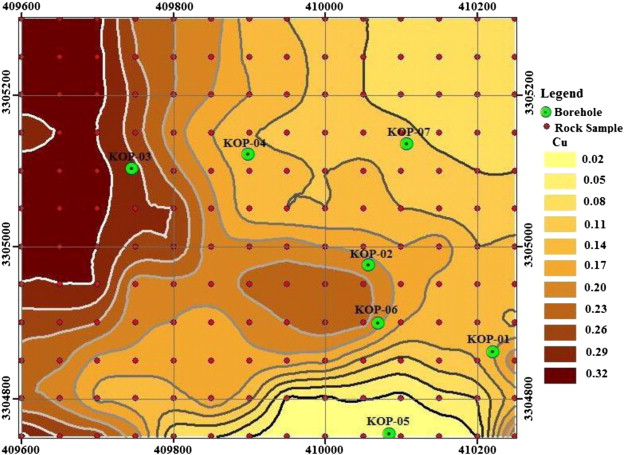 409600 409800 410000 410200
3305200
3305200
KOP-07
KOP-04
KOP-03
3305000
3305000
KOP-02
KOP-06
KOP-01
3304800
3304800
KOP-05
409600 409800 410000 410200
Legend
Borehole
Rock Sample
Cu
0.02
0.05
0.08
0.11
0.14
0.17
0.20
0.23
0.26
0.29
0.32